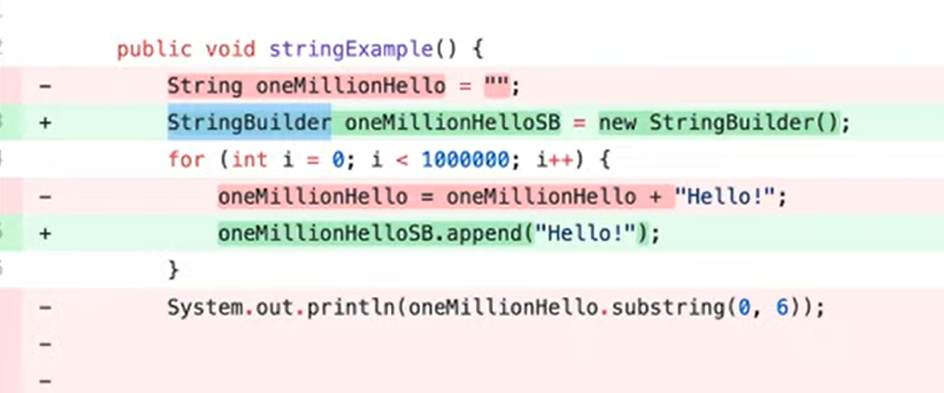 public void stringExample() {
- String oneMillionHello = "";
+ StringBuilder oneMillionHelloSB = new StringBuilder();
for (int i = 0; i < 1000000; i++) {
- oneMillionHello = oneMillionHello + "Hello!";
+ oneMillionHelloSB.append("Hello!");
}
- System.out.println(oneMillionHello.substring(0, 6));
-
-